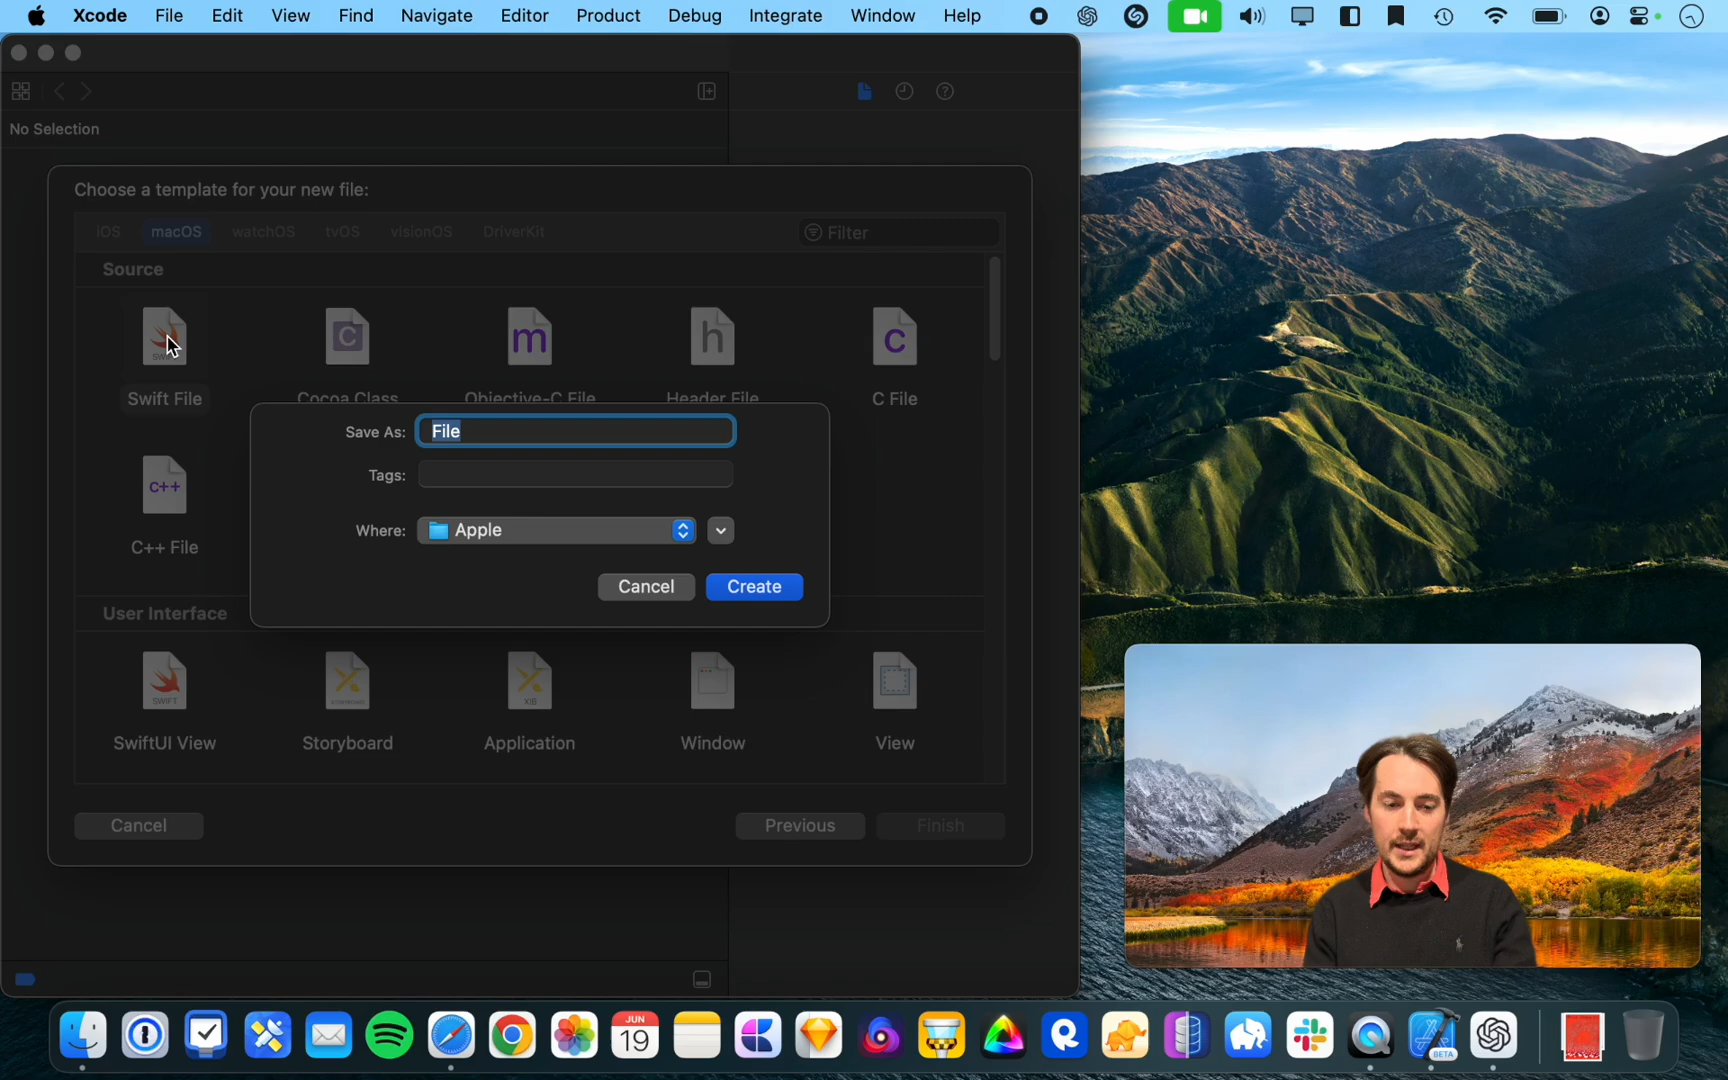 Xcode File Edit View Find Navigate Editor Product Debug Integrate Window Help
No Selection
Choose a template for your new file:
iOS macOS watchOS tvOS visionOS DriverKit Filter
Source
Swift File Cocoa Class Objective-C File Header File C File
Save As: File
Tags:
C++
C++ File
Where: Apple
Cancel Create
User Interface
SWIFT XIB
SwiftUI View Storyboard Application Window View
Cancel Previous Finish
JUN
19
BETA